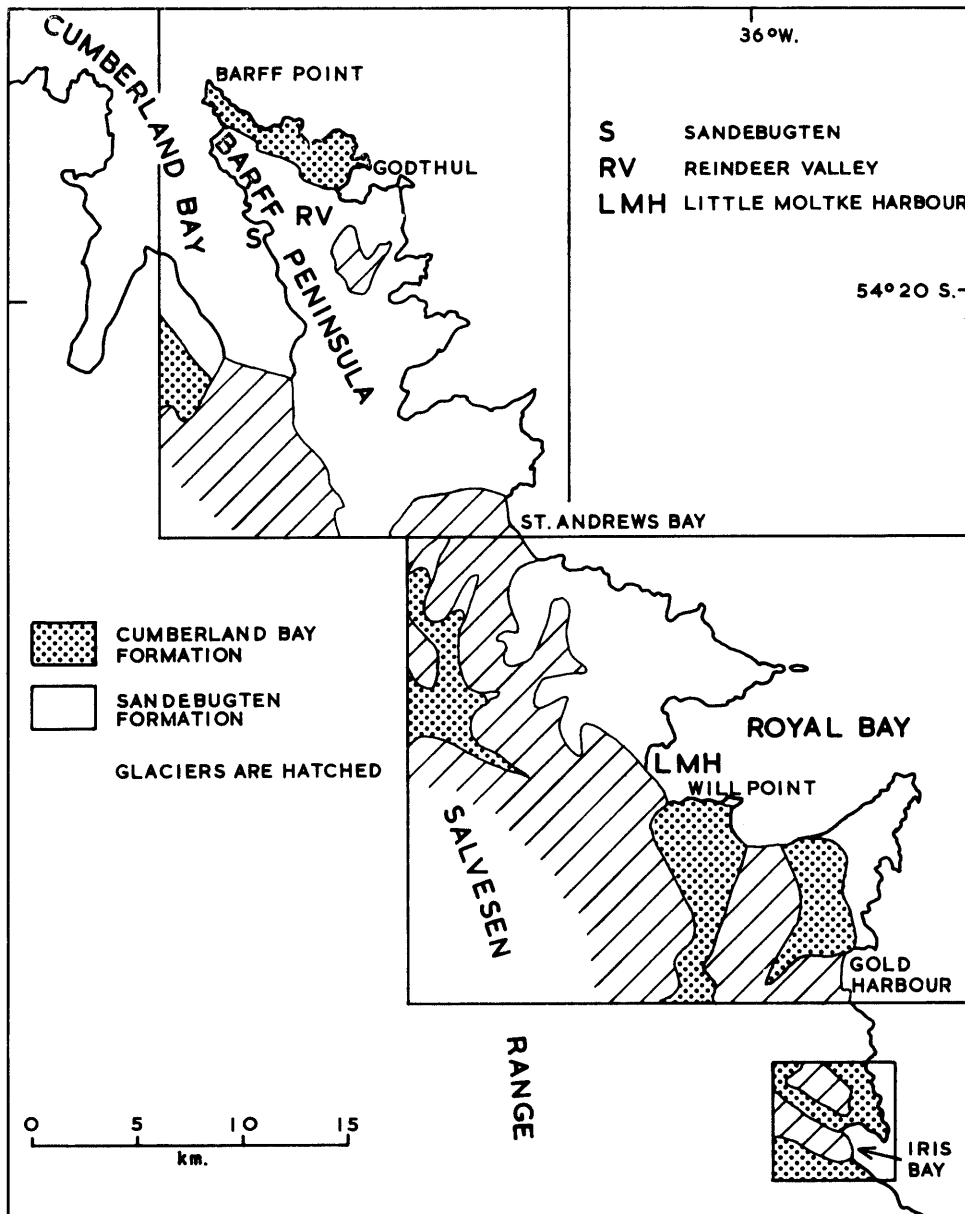 CUMBERLAND BAY
36°W.
BARFF POINT
GODTHUL
BARFF PENINSULA
RV
S
S SANDEBUGTEN
RV REINDEER VALLEY
LMH LITTLE MOLTKE HARBOUR
54°20 S.
ST. ANDREWS BAY
CUMBERLAND BAY
FORMATION
SANDEBUGTEN
FORMATION
GLACIERS ARE HATCHED
ROYAL BAY
LMH
WILL POINT
SALVESEN
RANGE
GOLD
HARBOUR
IRIS
BAY
0 5 10 15
km.